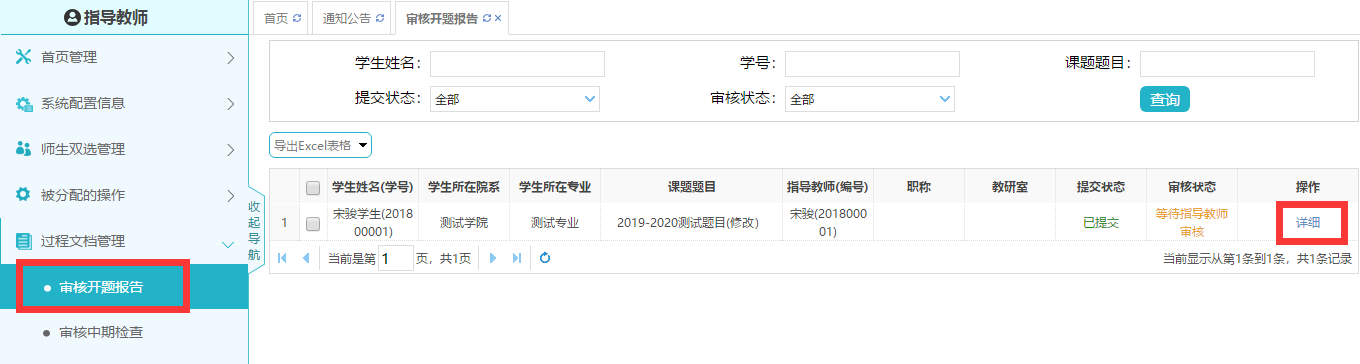 指导教师
首页
通知公告
审核开题报告
首页管理
系统配置信息
师生双选管理
被分配的操作
过程文档管理
审核开题报告
审核中期检查
收起导航
学生姓名：
学号：
课题题目：
提交状态：
全部
审核状态：
全部
查询
导出Excel表格
学生姓名(学号)
学生所在院系
学生所在专业
课题题目
指导教师(编号)
职称
教研室
提交状态
审核状态
操作
1
宋骏学生(2018
00001)
测试学院
测试专业
2019-2020测试题目(修改)
宋骏(2018000
01)
已提交
等待指导教师
审核
详细
当前是第 1 页，共1页
当前显示从第1条到1条，共1条记录